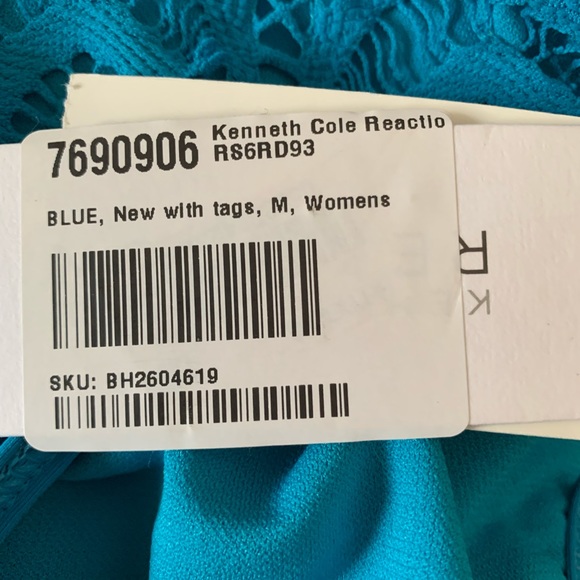 7690906 Kenneth Cole Reactio
RS6RD93
BLUE, New with tags, M, Womens
SKU: BH2604619
R
K